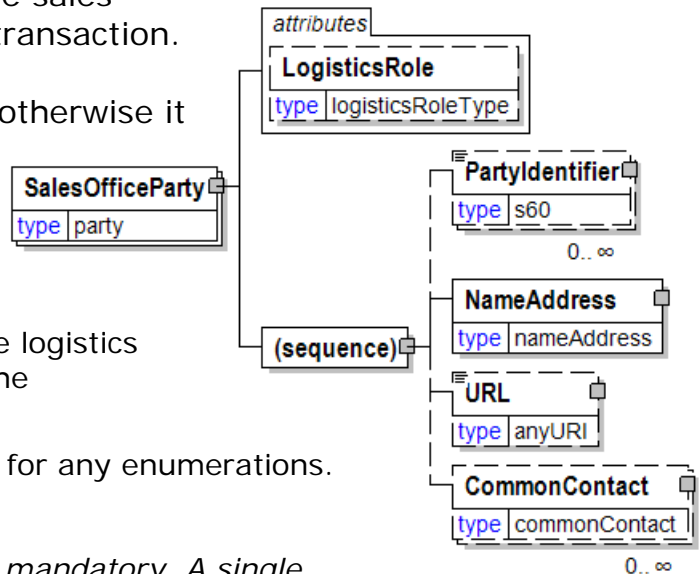 e sales
transaction.
otherwise it
e logistics
ne
for any enumerations.
mandatory. A single
attributes
LogisticsRole
type logisticsRoleType
SalesOfficeParty
type party
(sequence)
PartyIdentifier
type s60
0.. ∞
NameAddress
type nameAddress
URL
type anyURI
CommonContact
type commonContact
0.. ∞